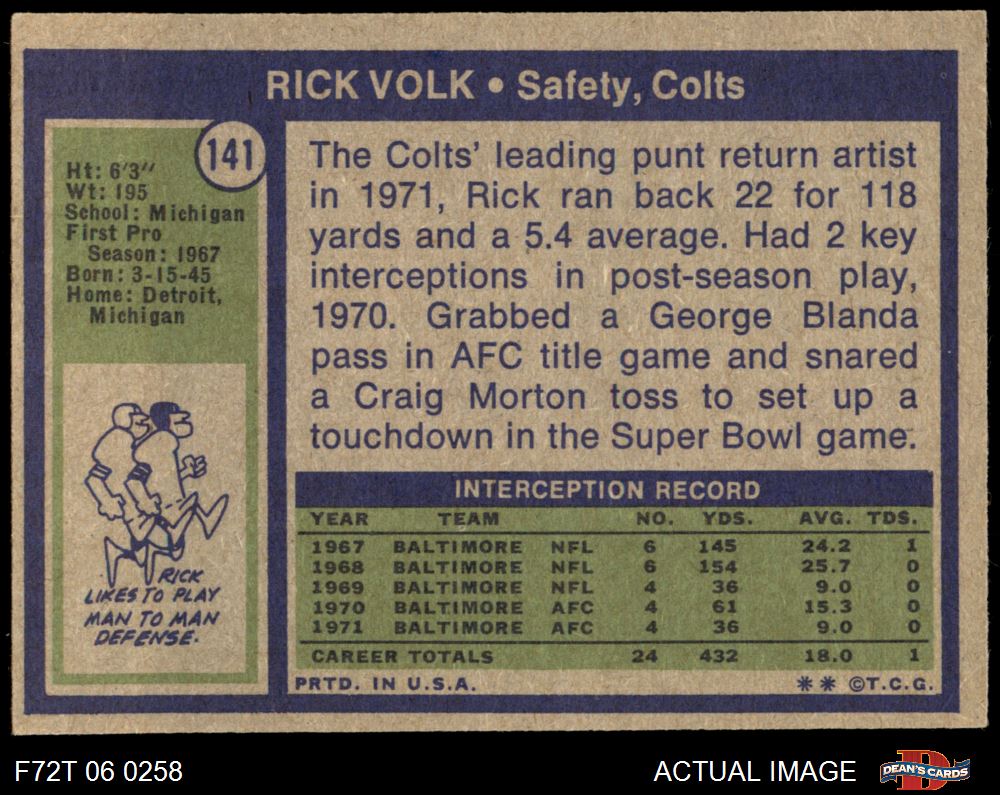 RICK VOLK • Safety, Colts
141
Ht: 6'3"
Wt: 195
School: Michigan
First Pro
Season: 1967
Born: 3-15-45
Home: Detroit,
Michigan
RICK
LIKES TO PLAY
MAN TO MAN
DEFENSE.
The Colts' leading punt return artist
in 1971, Rick ran back 22 for 118
yards and a 5.4 average. Had 2 key
interceptions in post-season play,
1970. Grabbed a George Blanda
pass in AFC title game and snared
a Craig Morton toss to set up a
touchdown in the Super Bowl game.
INTERCEPTION RECORD
YEAR TEAM NO. YDS. AVG. TDS.
1967 BALTIMORE NFL 6 145 24.2 1
1968 BALTIMORE NFL 6 154 25.7 0
1969 BALTIMORE NFL 4 36 9.0 0
1970 BALTIMORE AFC 4 61 15.3 0
1971 BALTIMORE AFC 4 36 9.0 0
CAREER TOTALS 24 432 18.0 1
PRTD. IN U.S.A. ** ©T.C.G.
F72T 06 0258 ACTUAL IMAGE DEAN'S CARDS